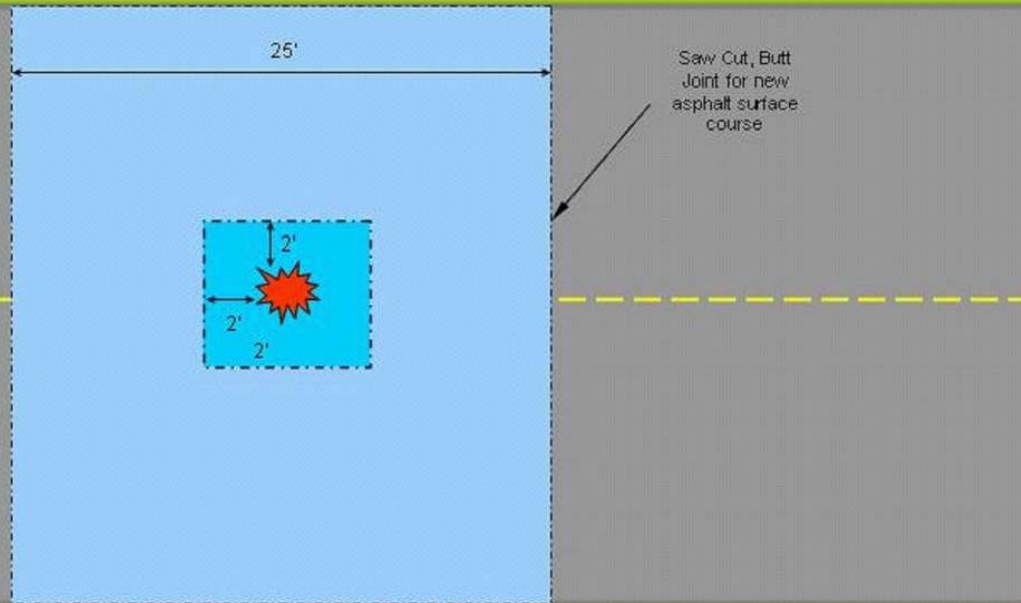 25'
Saw Cut, Butt
Joint for new
asphalt surface
course
2'
2'
2'